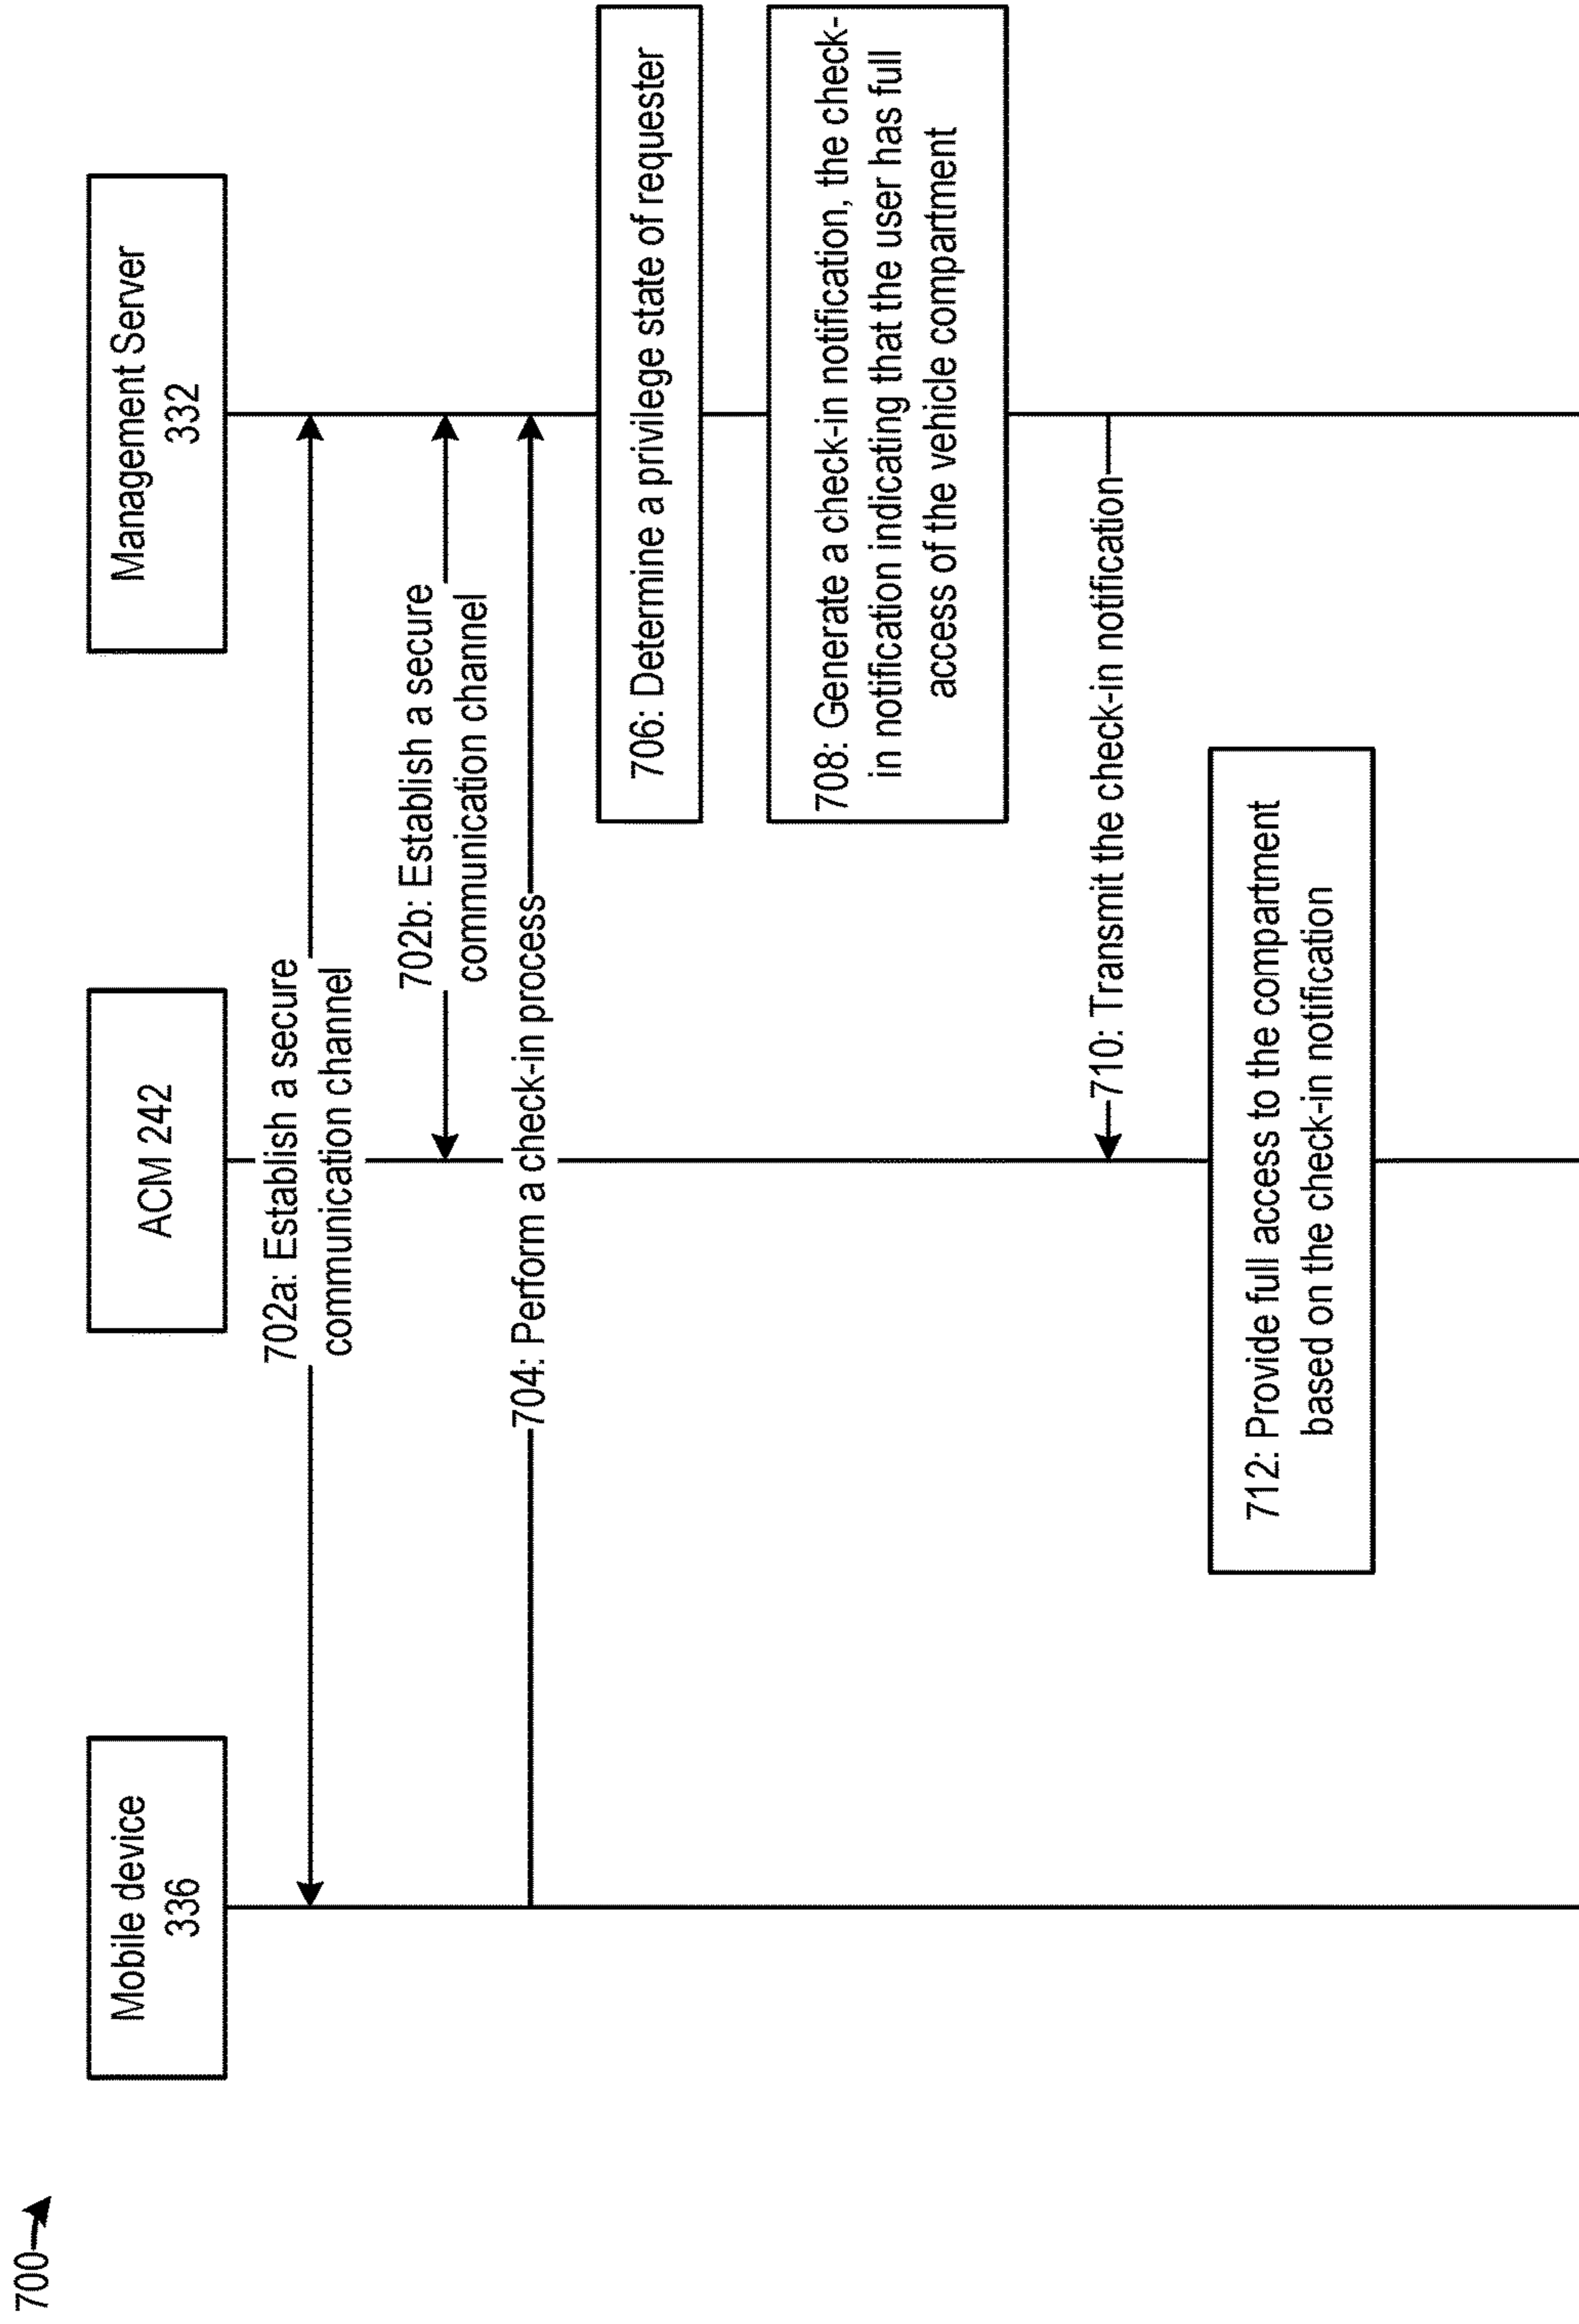 700
Mobile device
336
ACM 242
Management Server
332
702a: Establish a secure
communication channel
702b: Establish a secure
communication channel
704: Perform a check-in process
706: Determine a privilege state of requester
708: Generate a check-in notification, the check-
in notification indicating that the user has full
access of the vehicle compartment
710: Transmit the check-in notification
712: Provide full access to the compartment
based on the check-in notification